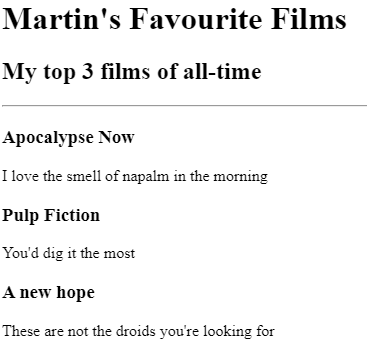 Martin's Favourite Films
My top 3 films of all-time
Apocalypse Now
I love the smell of napalm in the morning
Pulp Fiction
You'd dig it the most
A new hope
These are not the droids you're looking for